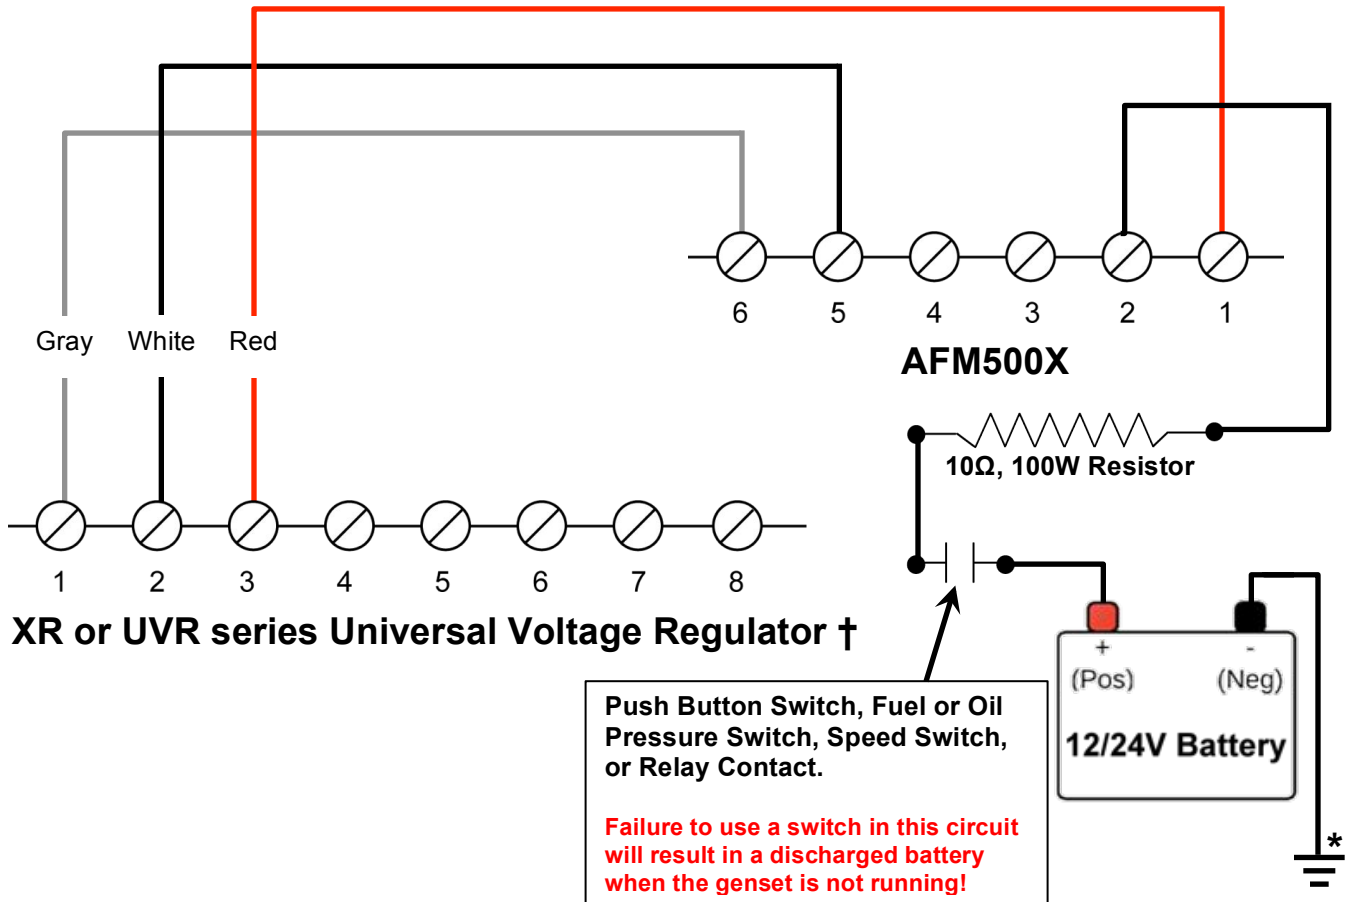 6 5 4 3 2 1
AFM500X
Gray White Red
10Ω, 100W Resistor
1 2 3 4 5 6 7 8
XR or UVR series Universal Voltage Regulator †
+ -
(Pos) (Neg)
12/24V Battery
*
Push Button Switch, Fuel or Oil
Pressure Switch, Speed Switch,
or Relay Contact.
Failure to use a switch in this circuit
will result in a discharged battery
when the genset is not running!